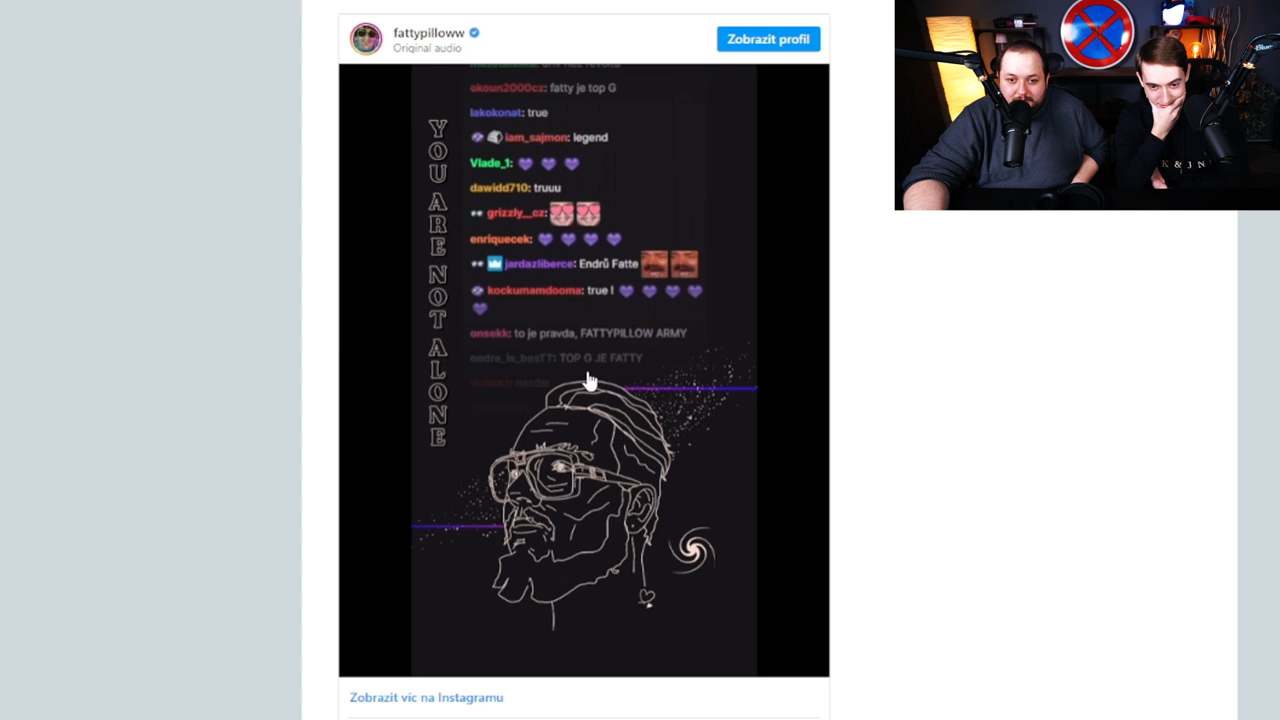 fattypilloww
Original audio
Zobrazit profil
okoun2000cz: fatty je top G
lakokonat: true
iam_sajmon: legend
Vlade_1:
dawidd710: truuu
grizzly__cz:
enriquecek:
jardazliberce: Endrů Fatte
kockumamdooma: true !
onsekk: to je pravda, FATTYPILLOW ARMY
ondra_is_bosTT: TOP G JE FATTY
YOU ARE NOT ALONE
Zobrazit víc na Instagramu